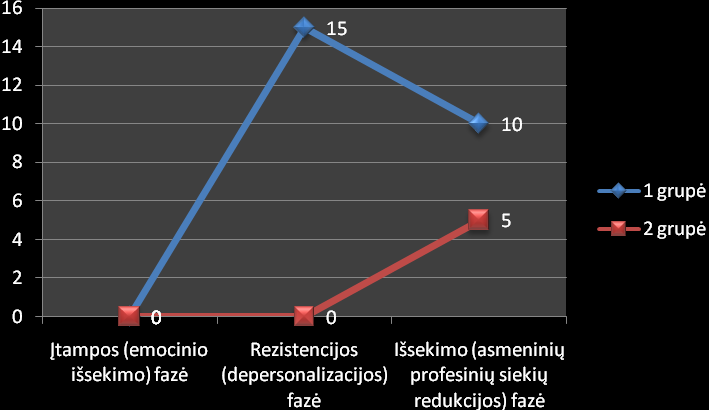 16
14
12
10
8
6
4
2
0
15
10
5
0
0
Įtampos (emocinio
išsekimo) fazė
Rezistencijos
(depersonalizacijos)
fazė
Išsekimo (asmeninių
profesinių siekių
redukcijos) fazė
1 grupė
2 grupė